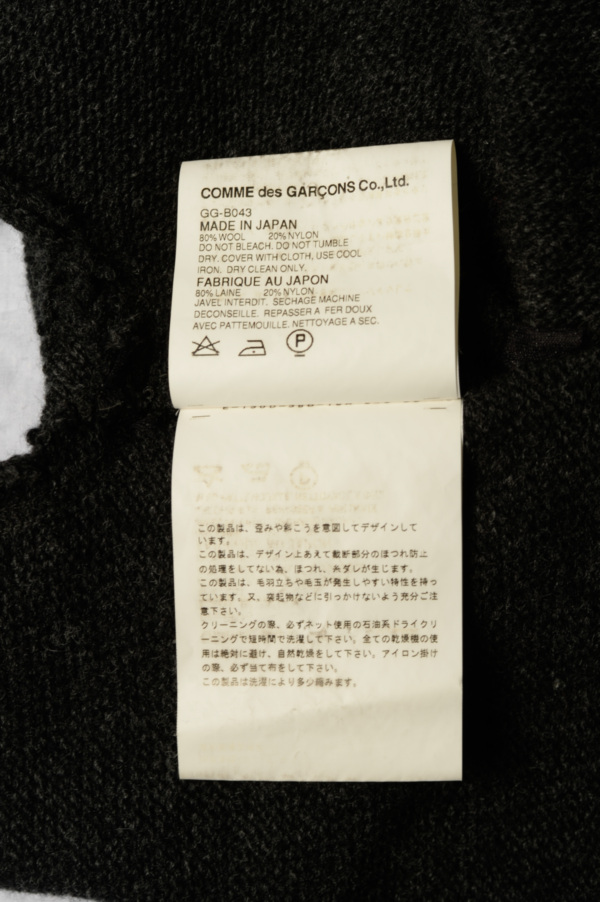 COMME des GARÇONS Co.,Ltd.
GG-B043
MADE IN JAPAN
80% WOOL 20% NYLON
DO NOT BLEACH. DO NOT TUMBLE
DRY. COVER WITH CLOTH, USE COOL
IRON. DRY CLEAN ONLY.
FABRIQUE AU JAPON
80% LAINE 20% NYLON
JAVEL INTERDIT. SECHAGE MACHINE
DECONSEILLE. REPASSER A FER DOUX
AVEC PATTEMOUILLE. NETTOYAGE A SEC.
P
この製品は、歪みや斜こうを意図してデザインして
います。
この製品は、デザイン上あえて裁断部分のほつれ防止
の処理をしてない為、ほつれ、糸ダレが生じます。
この製品は、毛羽立ちや毛玉が発生しやすい特性を持っ
ています。又、突起物などに引っかけないよう充分ご注
意下さい。
クリーニングの際、必ずネット使用の石油系ドライクリ
ーニングで短時間で洗濯して下さい。全ての乾燥機の使
用は絶対に避け、自然乾燥をして下さい。アイロン掛け
の際、必ず当て布をして下さい。
この製品は洗濯により多少縮みます。